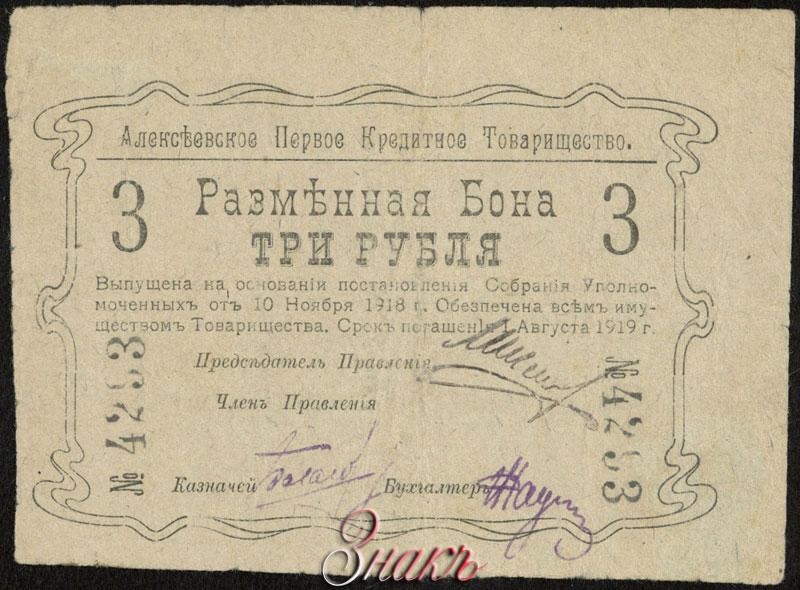 Алексѣевское Первое Кредитное Товарищество.
3 Размѣнная Бона 3
ТРИ РУБЛЯ
Выпущена на основаніи постановленія Собранія Уполно-
моченныхъ отъ 10 Ноября 1918 г. Обезпечена всѣмъ иму-
ществомъ Товарищества. Срокъ погашенія 1 Августа 1919 г.
Предсѣдатель Правленія
Членъ Правленія
Казначей Бухгалтеръ
№ 4293
№ 4293
Знакъ